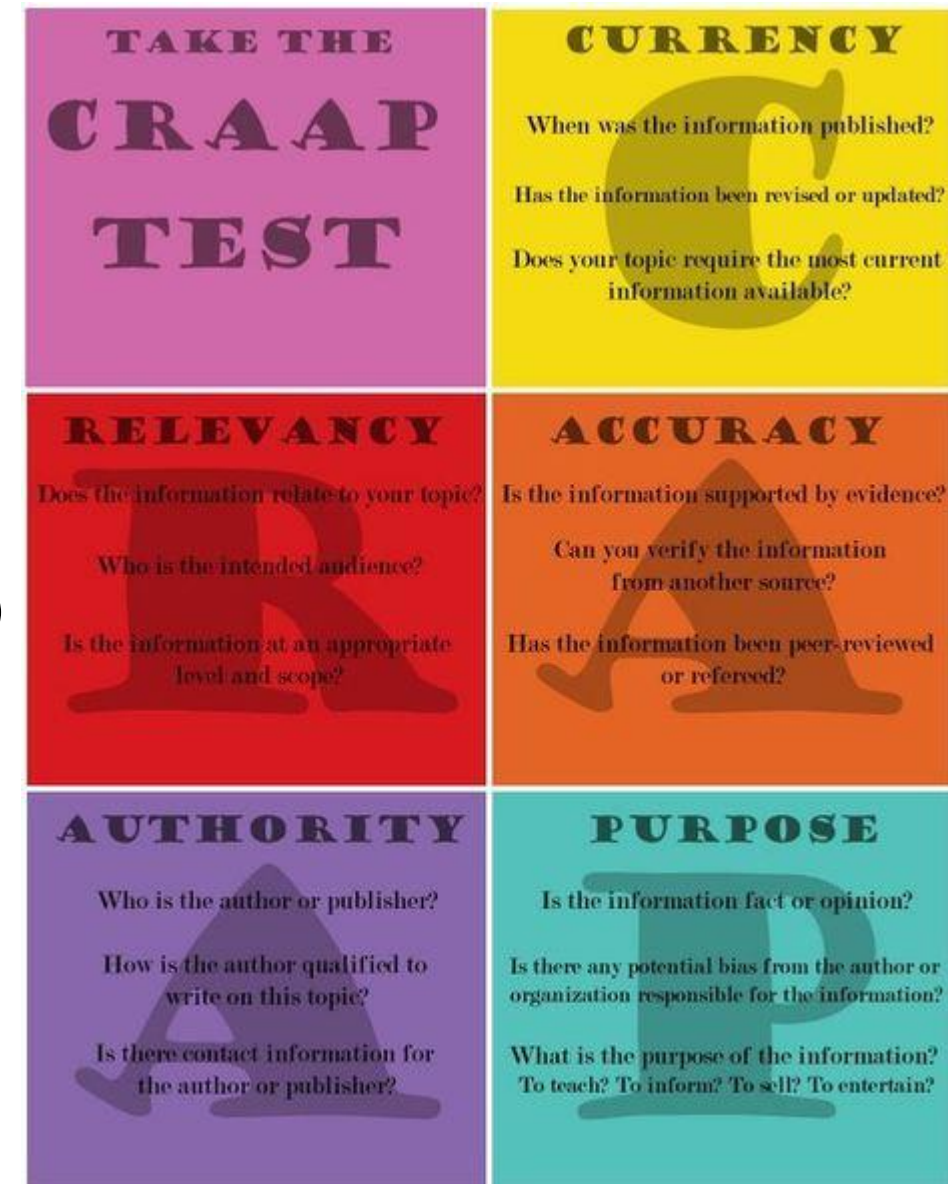 TAKE THE
CRAAP
TEST
CURRENCY
C
When was the information published?
Has the information been revised or updated?
Does your topic require the most current
information available?
RELEVANCY
R
Does the information relate to your topic?
Who is the intended audience?
Is the information at an appropriate
level and scope?
ACCURACY
A
Is the information supported by evidence?
Can you verify the information
from another source?
Has the information been peer-reviewed
or refereed?
AUTHORITY
A
Who is the author or publisher?
How is the author qualified to
write on this topic?
Is there contact information for
the author or publisher?
PURPOSE
P
Is the information fact or opinion?
Is there any potential bias from the author or
organization responsible for the information?
What is the purpose of the information?
To teach? To inform? To sell? To entertain?
)